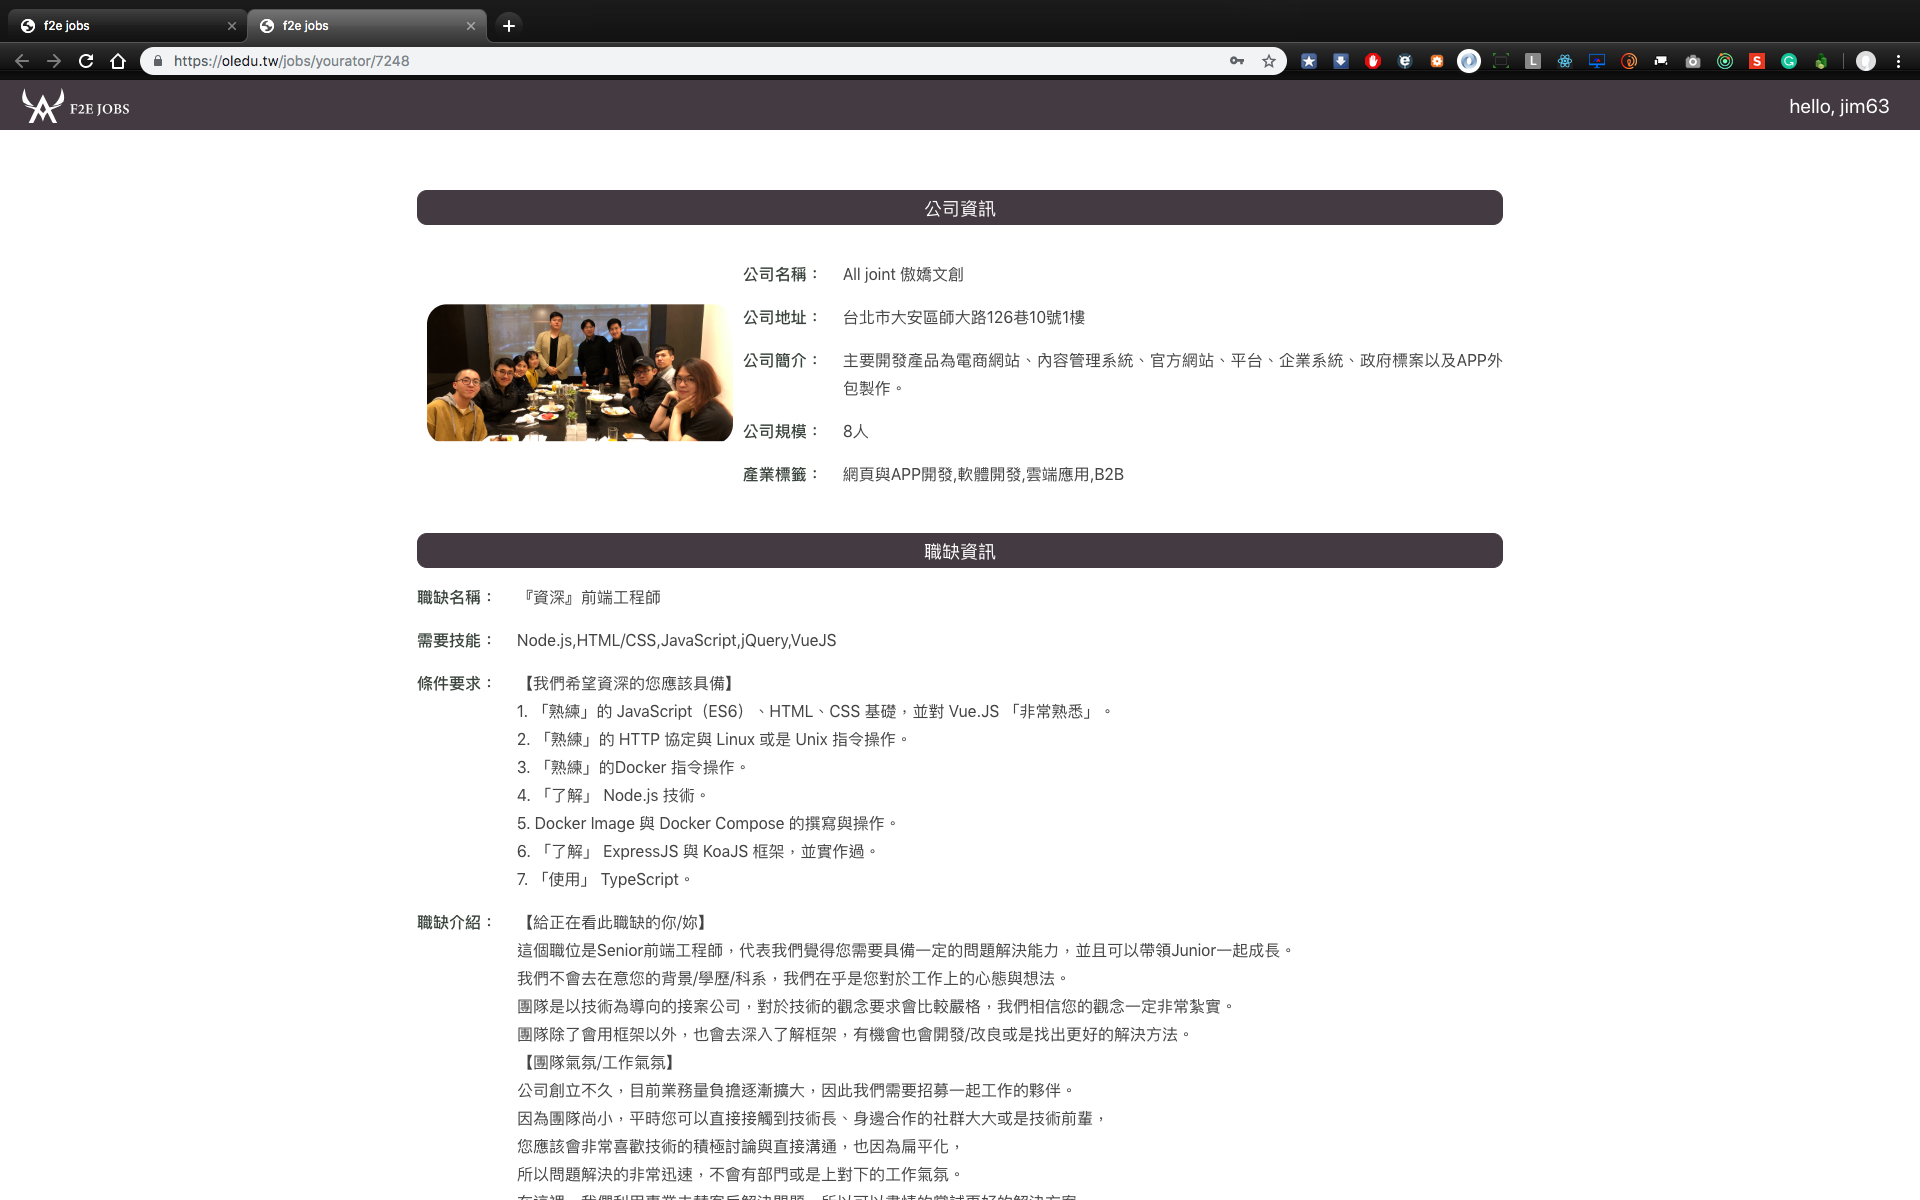 f2e jobs
f2e jobs
https://oledu.tw/jobs/yourator/7248
F2E JOBS
hello, jim63
公司資訊
公司名稱： All joint 傲嬌文創
公司地址： 台北市大安區師大路126巷10號1樓
公司簡介： 主要開發產品為電商網站、內容管理系統、官方網站、平台、企業系統、政府標案以及APP外
包製作。
公司規模： 8人
產業標籤： 網頁與APP開發,軟體開發,雲端應用,B2B
職缺資訊
職缺名稱： 『資深』前端工程師
需要技能： Node.js,HTML/CSS,JavaScript,jQuery,VueJS
條件要求： 【我們希望資深的您應該具備】
1. 「熟練」的 JavaScript（ES6）、HTML、CSS 基礎，並對 Vue.JS 「非常熟悉」。
2. 「熟練」的 HTTP 協定與 Linux 或是 Unix 指令操作。
3. 「熟練」的Docker 指令操作。
4. 「了解」 Node.js 技術。
5. Docker Image 與 Docker Compose 的撰寫與操作。
6. 「了解」 ExpressJS 與 KoaJS 框架，並實作過。
7. 「使用」 TypeScript。
職缺介紹： 【給正在看此職缺的你/妳】
這個職位是Senior前端工程師，代表我們覺得您需要具備一定的問題解決能力，並且可以帶領Junior一起成長。
我們不會去在意您的背景/學歷/科系，我們在乎是您對於工作上的心態與想法。
團隊是以技術為導向的接案公司，對於技術的觀念要求會比較嚴格，我們相信您的觀念一定非常紮實。
團隊除了會用框架以外，也會去深入了解框架，有機會也會開發/改良或是找出更好的解決方法。
【團隊氣氛/工作氣氛】
公司創立不久，目前業務量負擔逐漸擴大，因此我們需要招募一起工作的夥伴。
因為團隊尚小，平時您可以直接接觸到技術長、身邊合作的社群大大或是技術前輩，
您應該會非常喜歡技術的積極討論與直接溝通，也因為扁平化，
所以問題解決的非常迅速，不會有部門或是上對下的工作氣氛。